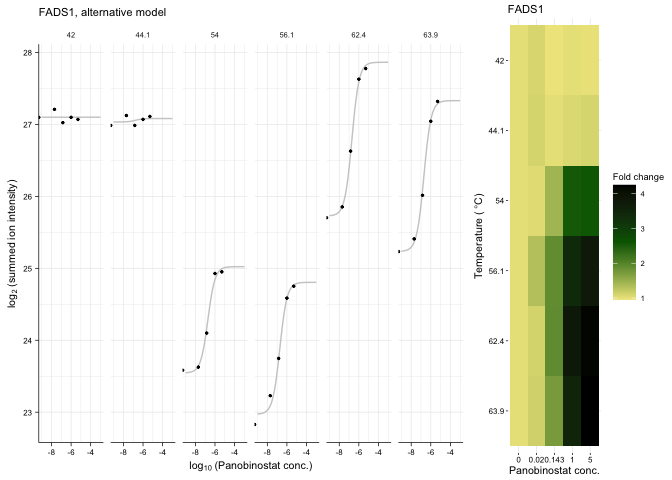 FADS1, alternative model
42 44.1 54 56.1 62.4 63.9
28
27
26
25
24
23
log2 (summed ion intensity)
-8 -6 -4 -8 -6 -4 -8 -6 -4 -8 -6 -4 -8 -6 -4 -8 -6 -4
log10 (Panobinostat conc.)
FADS1
42
44.1
54
56.1
62.4
63.9
Temperature ( °C)
0 0.02 0.143 1 5
Panobinostat conc.
Fold change
4
3
2
1